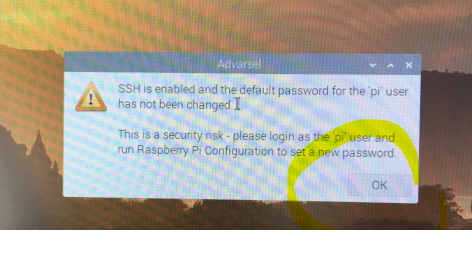 Advarsel
SSH is enabled and the default password for the 'pi' user
has not been changed.
This is a security risk - please login as the 'pi' user and
run Raspberry Pi Configuration to set a new password.
OK